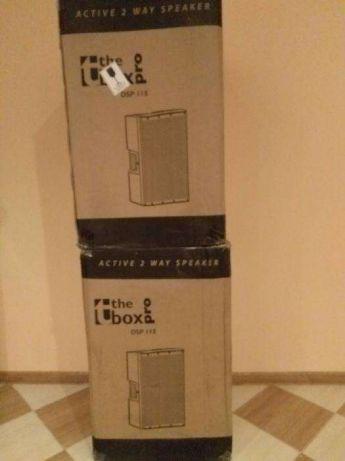 ACTIVE 2 WAY SPEAKER
the
box pro
DSP 115
ACTIVE 2 WAY SPEAKER
the
box pro
DSP 115